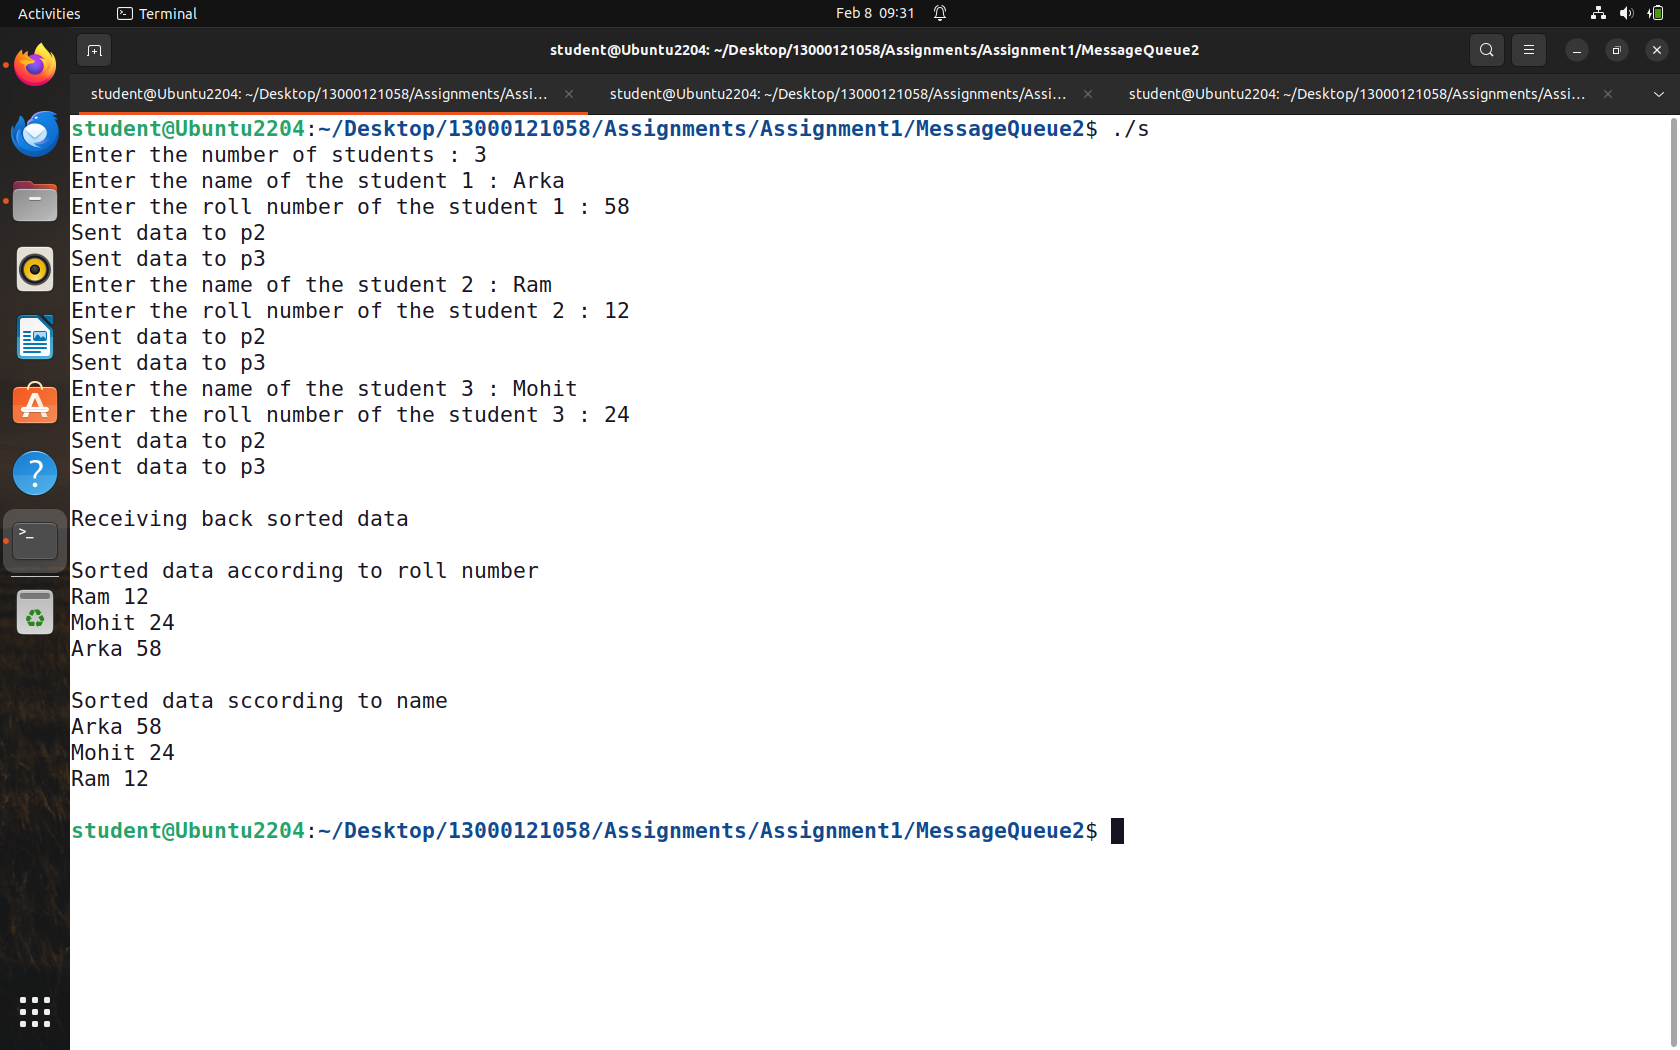 Activities Terminal Feb 8 09:31
student@Ubuntu2204: ~/Desktop/13000121058/Assignments/Assignment1/MessageQueue2
student@Ubuntu2204: ~/Desktop/13000121058/Assignments/Assi... student@Ubuntu2204: ~/Desktop/13000121058/Assignments/Assi... student@Ubuntu2204: ~/Desktop/13000121058/Assignments/Assi...
student@Ubuntu2204:~/Desktop/13000121058/Assignments/Assignment1/MessageQueue2$ ./s
Enter the number of students : 3
Enter the name of the student 1 : Arka
Enter the roll number of the student 1 : 58
Sent data to p2
Sent data to p3
Enter the name of the student 2 : Ram
Enter the roll number of the student 2 : 12
Sent data to p2
Sent data to p3
Enter the name of the student 3 : Mohit
Enter the roll number of the student 3 : 24
Sent data to p2
Sent data to p3
Receiving back sorted data
Sorted data according to roll number
Ram 12
Mohit 24
Arka 58
Sorted data sccording to name
Arka 58
Mohit 24
Ram 12
student@Ubuntu2204:~/Desktop/13000121058/Assignments/Assignment1/MessageQueue2$